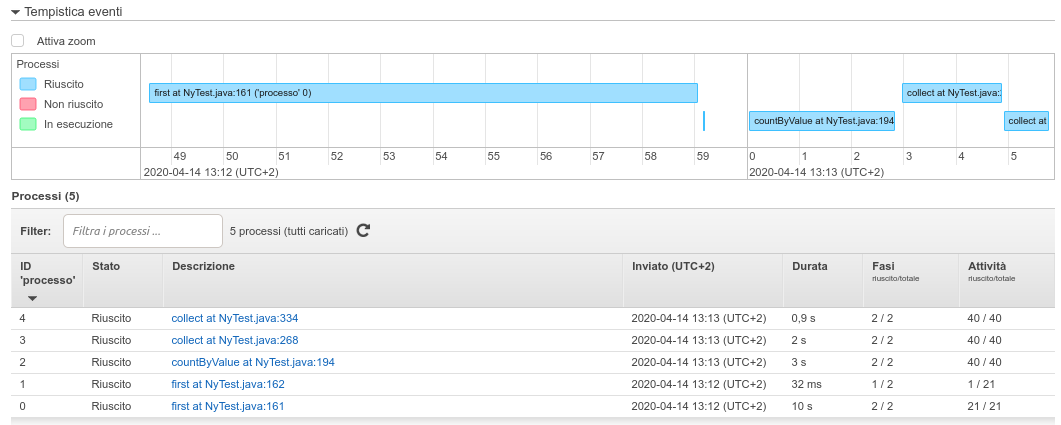 Tempistica eventi
Attiva zoom
Processi
Riuscito
Non riuscito
In esecuzione
first at NyTest.java:161 ('processo' 0)
collect at NyTest.java:
countByValue at NyTest.java:194
collect at
49 50 51 52 53 54 55 56 57 58 59 0 1 2 3 4 5
2020-04-14 13:12 (UTC+2) 2020-04-14 13:13 (UTC+2)
Processi (5)
Filter: Filtra i processi ... 5 processi (tutti caricati)
ID 'processo' Stato Descrizione Inviato (UTC+2) Durata Fasi riuscito/totale Attività riuscito/totale
4 Riuscito collect at NyTest.java:334 2020-04-14 13:13 (UTC+2) 0,9 s 2 / 2 40 / 40
3 Riuscito collect at NyTest.java:268 2020-04-14 13:13 (UTC+2) 2 s 2 / 2 40 / 40
2 Riuscito countByValue at NyTest.java:194 2020-04-14 13:13 (UTC+2) 3 s 2 / 2 40 / 40
1 Riuscito first at NyTest.java:162 2020-04-14 13:12 (UTC+2) 32 ms 1 / 2 1 / 21
0 Riuscito first at NyTest.java:161 2020-04-14 13:12 (UTC+2) 10 s 2 / 2 21 / 21